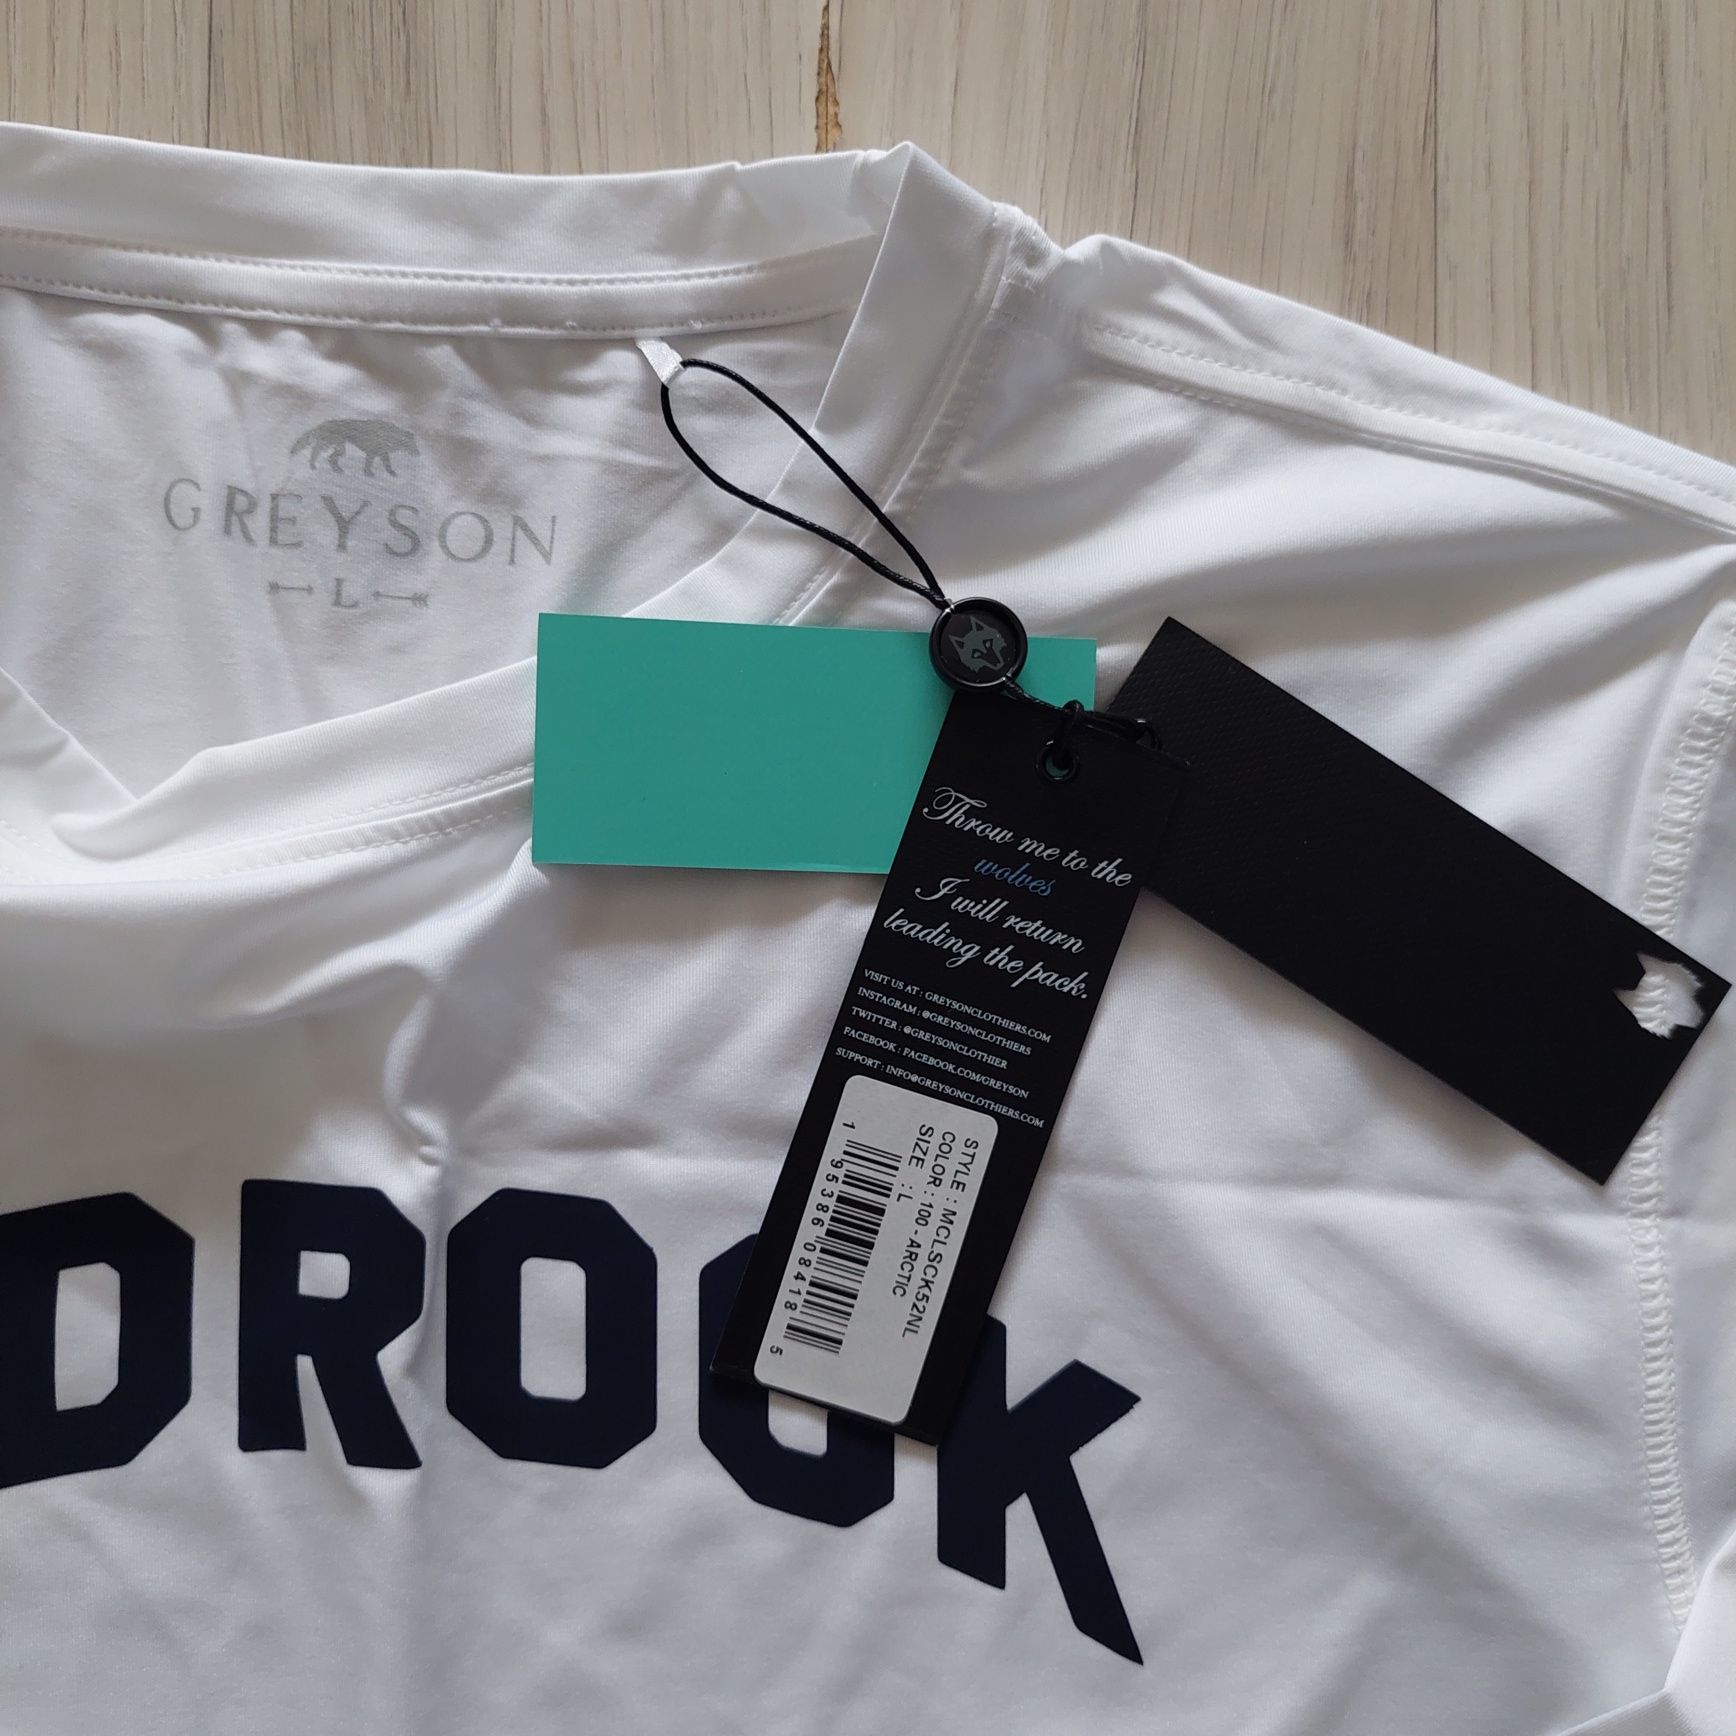 GREYSON
L
Throw me to the
wolves
I will return
leading the pack.
VISIT US AT : GREYSONCLOTHIERS.COM
INSTAGRAM : @GREYSONCLOTHIERS
TWITTER : @GREYSONCLOTHIER
FACEBOOK : FACEBOOK.COM/GREYSON
SUPPORT : INFO@GREYSONCLOTHIERS.COM
STYLE : MCLSCK52NL
COLOR : 100 - ARCTIC
SIZE : L
1 95386 08418 5
DROOK